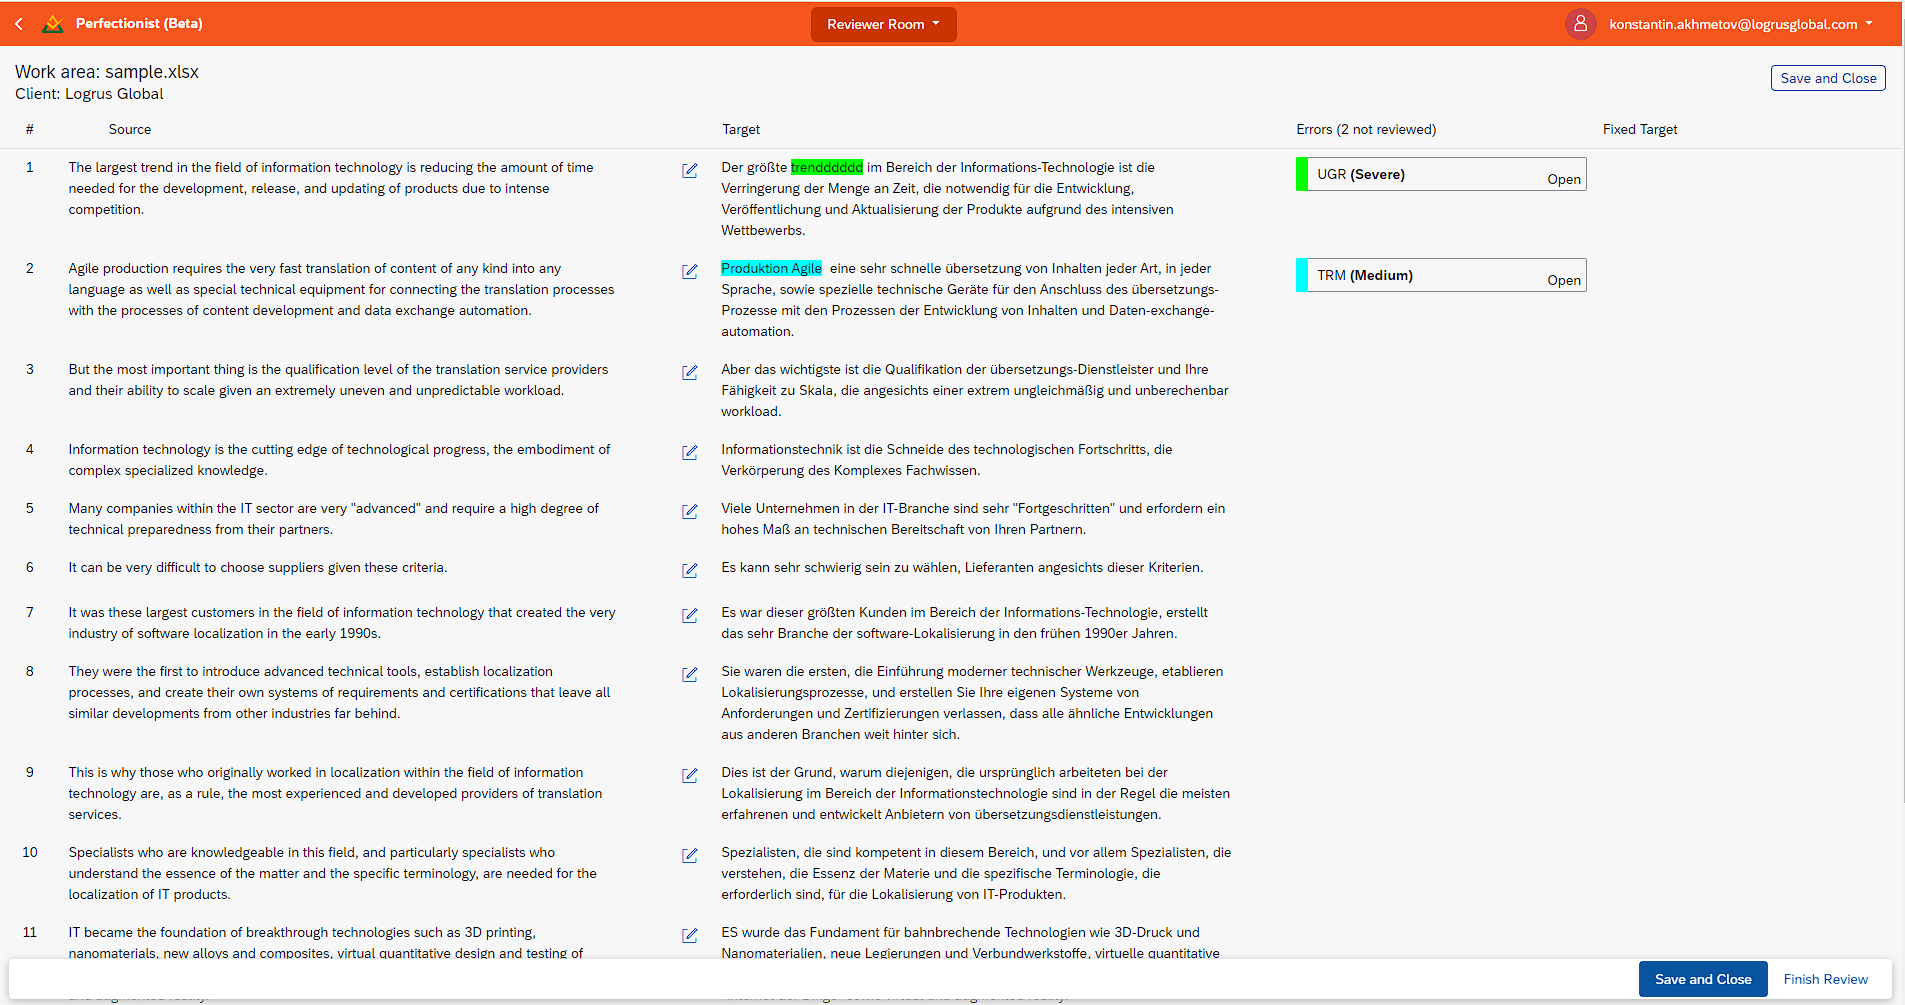 Perfectionist (Beta)
Reviewer Room
konstantin.akhmetov@logrusglobal.com
Work area: sample.xlsx
Client: Logrus Global
Save and Close
# Source Target Errors (2 not reviewed) Fixed Target
1
The largest trend in the field of information technology is reducing the amount of time
needed for the development, release, and updating of products due to intense
competition.
Der größte trendddddd im Bereich der Informations-Technologie ist die
Verringerung der Menge an Zeit, die notwendig für die Entwicklung,
Veröffentlichung und Aktualisierung der Produkte aufgrund des intensiven
Wettbewerbs.
UGR (Severe)
Open
2
Agile production requires the very fast translation of content of any kind into any
language as well as special technical equipment for connecting the translation processes
with the processes of content development and data exchange automation.
Produktion Agile eine sehr schnelle übersetzung von Inhalten jeder Art, in jeder
Sprache, sowie spezielle technische Geräte für den Anschluss des übersetzungs-
Prozesse mit den Prozessen der Entwicklung von Inhalten und Daten-exchange-
automation.
TRM (Medium)
Open
3
But the most important thing is the qualification level of the translation service providers
and their ability to scale given an extremely uneven and unpredictable workload.
Aber das wichtigste ist die Qualifikation der übersetzungs-Dienstleister und Ihre
Fähigkeit zu Skala, die angesichts einer extrem ungleichmäßig und unberechenbar
workload.
4
Information technology is the cutting edge of technological progress, the embodiment of
complex specialized knowledge.
Informationstechnik ist die Schneide des technologischen Fortschritts, die
Verkörperung des Komplexes Fachwissen.
5
Many companies within the IT sector are very "advanced" and require a high degree of
technical preparedness from their partners.
Viele Unternehmen in der IT-Branche sind sehr "Fortgeschritten" und erfordern ein
hohes Maß an technischen Bereitschaft von Ihren Partnern.
6
It can be very difficult to choose suppliers given these criteria.
Es kann sehr schwierig sein zu wählen, Lieferanten angesichts dieser Kriterien.
7
It was these largest customers in the field of information technology that created the very
industry of software localization in the early 1990s.
Es war dieser größten Kunden im Bereich der Informations-Technologie, erstellt
das sehr Branche der software-Lokalisierung in den frühen 1990er Jahren.
8
They were the first to introduce advanced technical tools, establish localization
processes, and create their own systems of requirements and certifications that leave all
similar developments from other industries far behind.
Sie waren die ersten, die Einführung moderner technischer Werkzeuge, etablieren
Lokalisierungsprozesse, und erstellen Sie Ihre eigenen Systeme von
Anforderungen und Zertifizierungen verlassen, dass alle ähnliche Entwicklungen
aus anderen Branchen weit hinter sich.
9
This is why those who originally worked in localization within the field of information
technology are, as a rule, the most experienced and developed providers of translation
services.
Dies ist der Grund, warum diejenigen, die ursprünglich arbeiteten bei der
Lokalisierung im Bereich der Informationstechnologie sind in der Regel die meisten
erfahrenen und entwickelt Anbietern von übersetzungsdienstleistungen.
10
Specialists who are knowledgeable in this field, and particularly specialists who
understand the essence of the matter and the specific terminology, are needed for the
localization of IT products.
Spezialisten, die sind kompetent in diesem Bereich, und vor allem Spezialisten, die
verstehen, die Essenz der Materie und die spezifische Terminologie, die
erforderlich sind, für die Lokalisierung von IT-Produkten.
11
IT became the foundation of breakthrough technologies such as 3D printing,
nanomaterials, new alloys and composites, virtual quantitative design and testing of
ES wurde das Fundament für bahnbrechende Technologien wie 3D-Druck und
Nanomaterialien, neue Legierungen und Verbundwerkstoffe, virtuelle quantitative
Save and Close
Finish Review